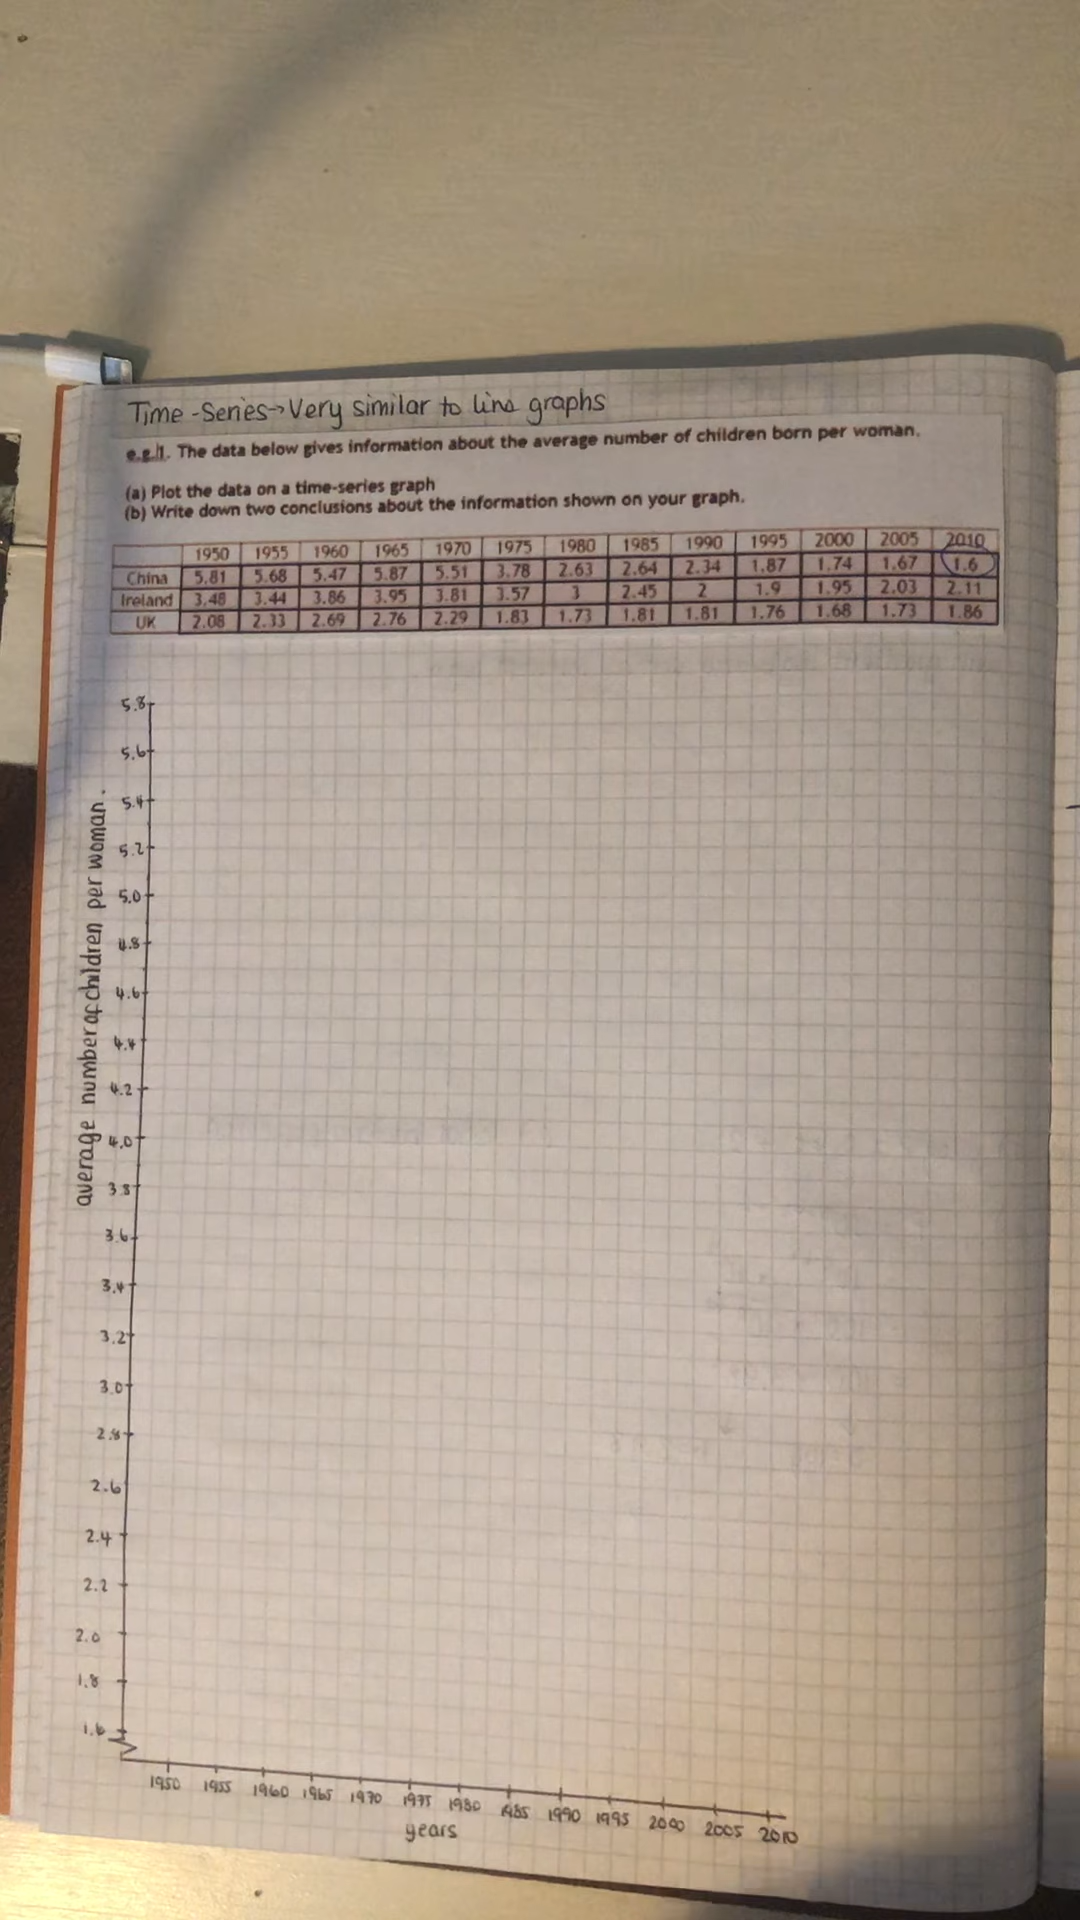 Time-Series→Very similar to line graphs
e.g.1. The data below gives information about the average number of children born per woman.
(a) Plot the data on a time-series graph
(b) Write down two conclusions about the information shown on your graph.
1950 1955 1960 1965 1970 1975 1980 1985 1990 1995 2000 2005 2010
China 5.81 5.68 5.47 5.87 5.51 3.78 2.63 2.64 2.34 1.87 1.74 1.67 1.6
Ireland 3.48 3.44 3.86 3.95 3.81 3.57 3 2.45 2 1.9 1.95 2.03 2.11
UK 2.08 2.33 2.69 2.76 2.29 1.83 1.73 1.81 1.81 1.76 1.68 1.73 1.86
average number of children per woman.
5.8
5.6
5.4
5.2
5.0
4.8
4.6
4.4
4.2
4.0
3.8
3.6
3.4
3.2
3.0
2.8
2.6
2.4
2.2
2.0
1.8
1.6
1950 1955 1960 1965 1970 1975 1980 1985 1990 1995 2000 2005 2010
years